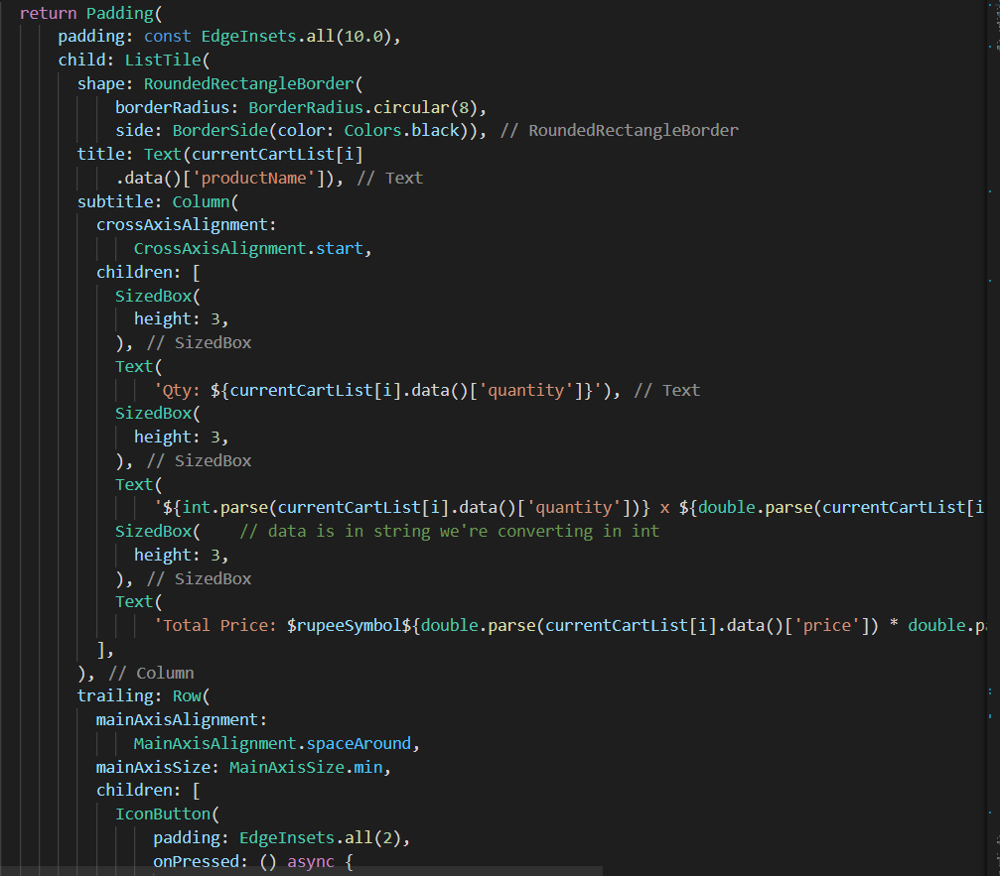 return Padding(
padding: const EdgeInsets.all(10.0),
child: ListTile(
shape: RoundedRectangleBorder(
borderRadius: BorderRadius.circular(8),
side: BorderSide(color: Colors.black)), // RoundedRectangleBorder
title: Text(currentCartList[i]
.data()['productName']), // Text
subtitle: Column(
crossAxisAlignment:
CrossAxisAlignment.start,
children: [
SizedBox(
height: 3,
), // SizedBox
Text(
'Qty: ${currentCartList[i].data()['quantity']}'), // Text
SizedBox(
height: 3,
), // SizedBox
Text(
'${int.parse(currentCartList[i].data()['quantity'])} x ${double.parse(currentCartList[i
SizedBox( // data is in string we're converting in int
height: 3,
), // SizedBox
Text(
'Total Price: $rupeeSymbol${double.parse(currentCartList[i].data()['price']) * double.p
],
), // Column
trailing: Row(
mainAxisAlignment:
MainAxisAlignment.spaceAround,
mainAxisSize: MainAxisSize.min,
children: [
IconButton(
padding: EdgeInsets.all(2),
onPressed: () async {